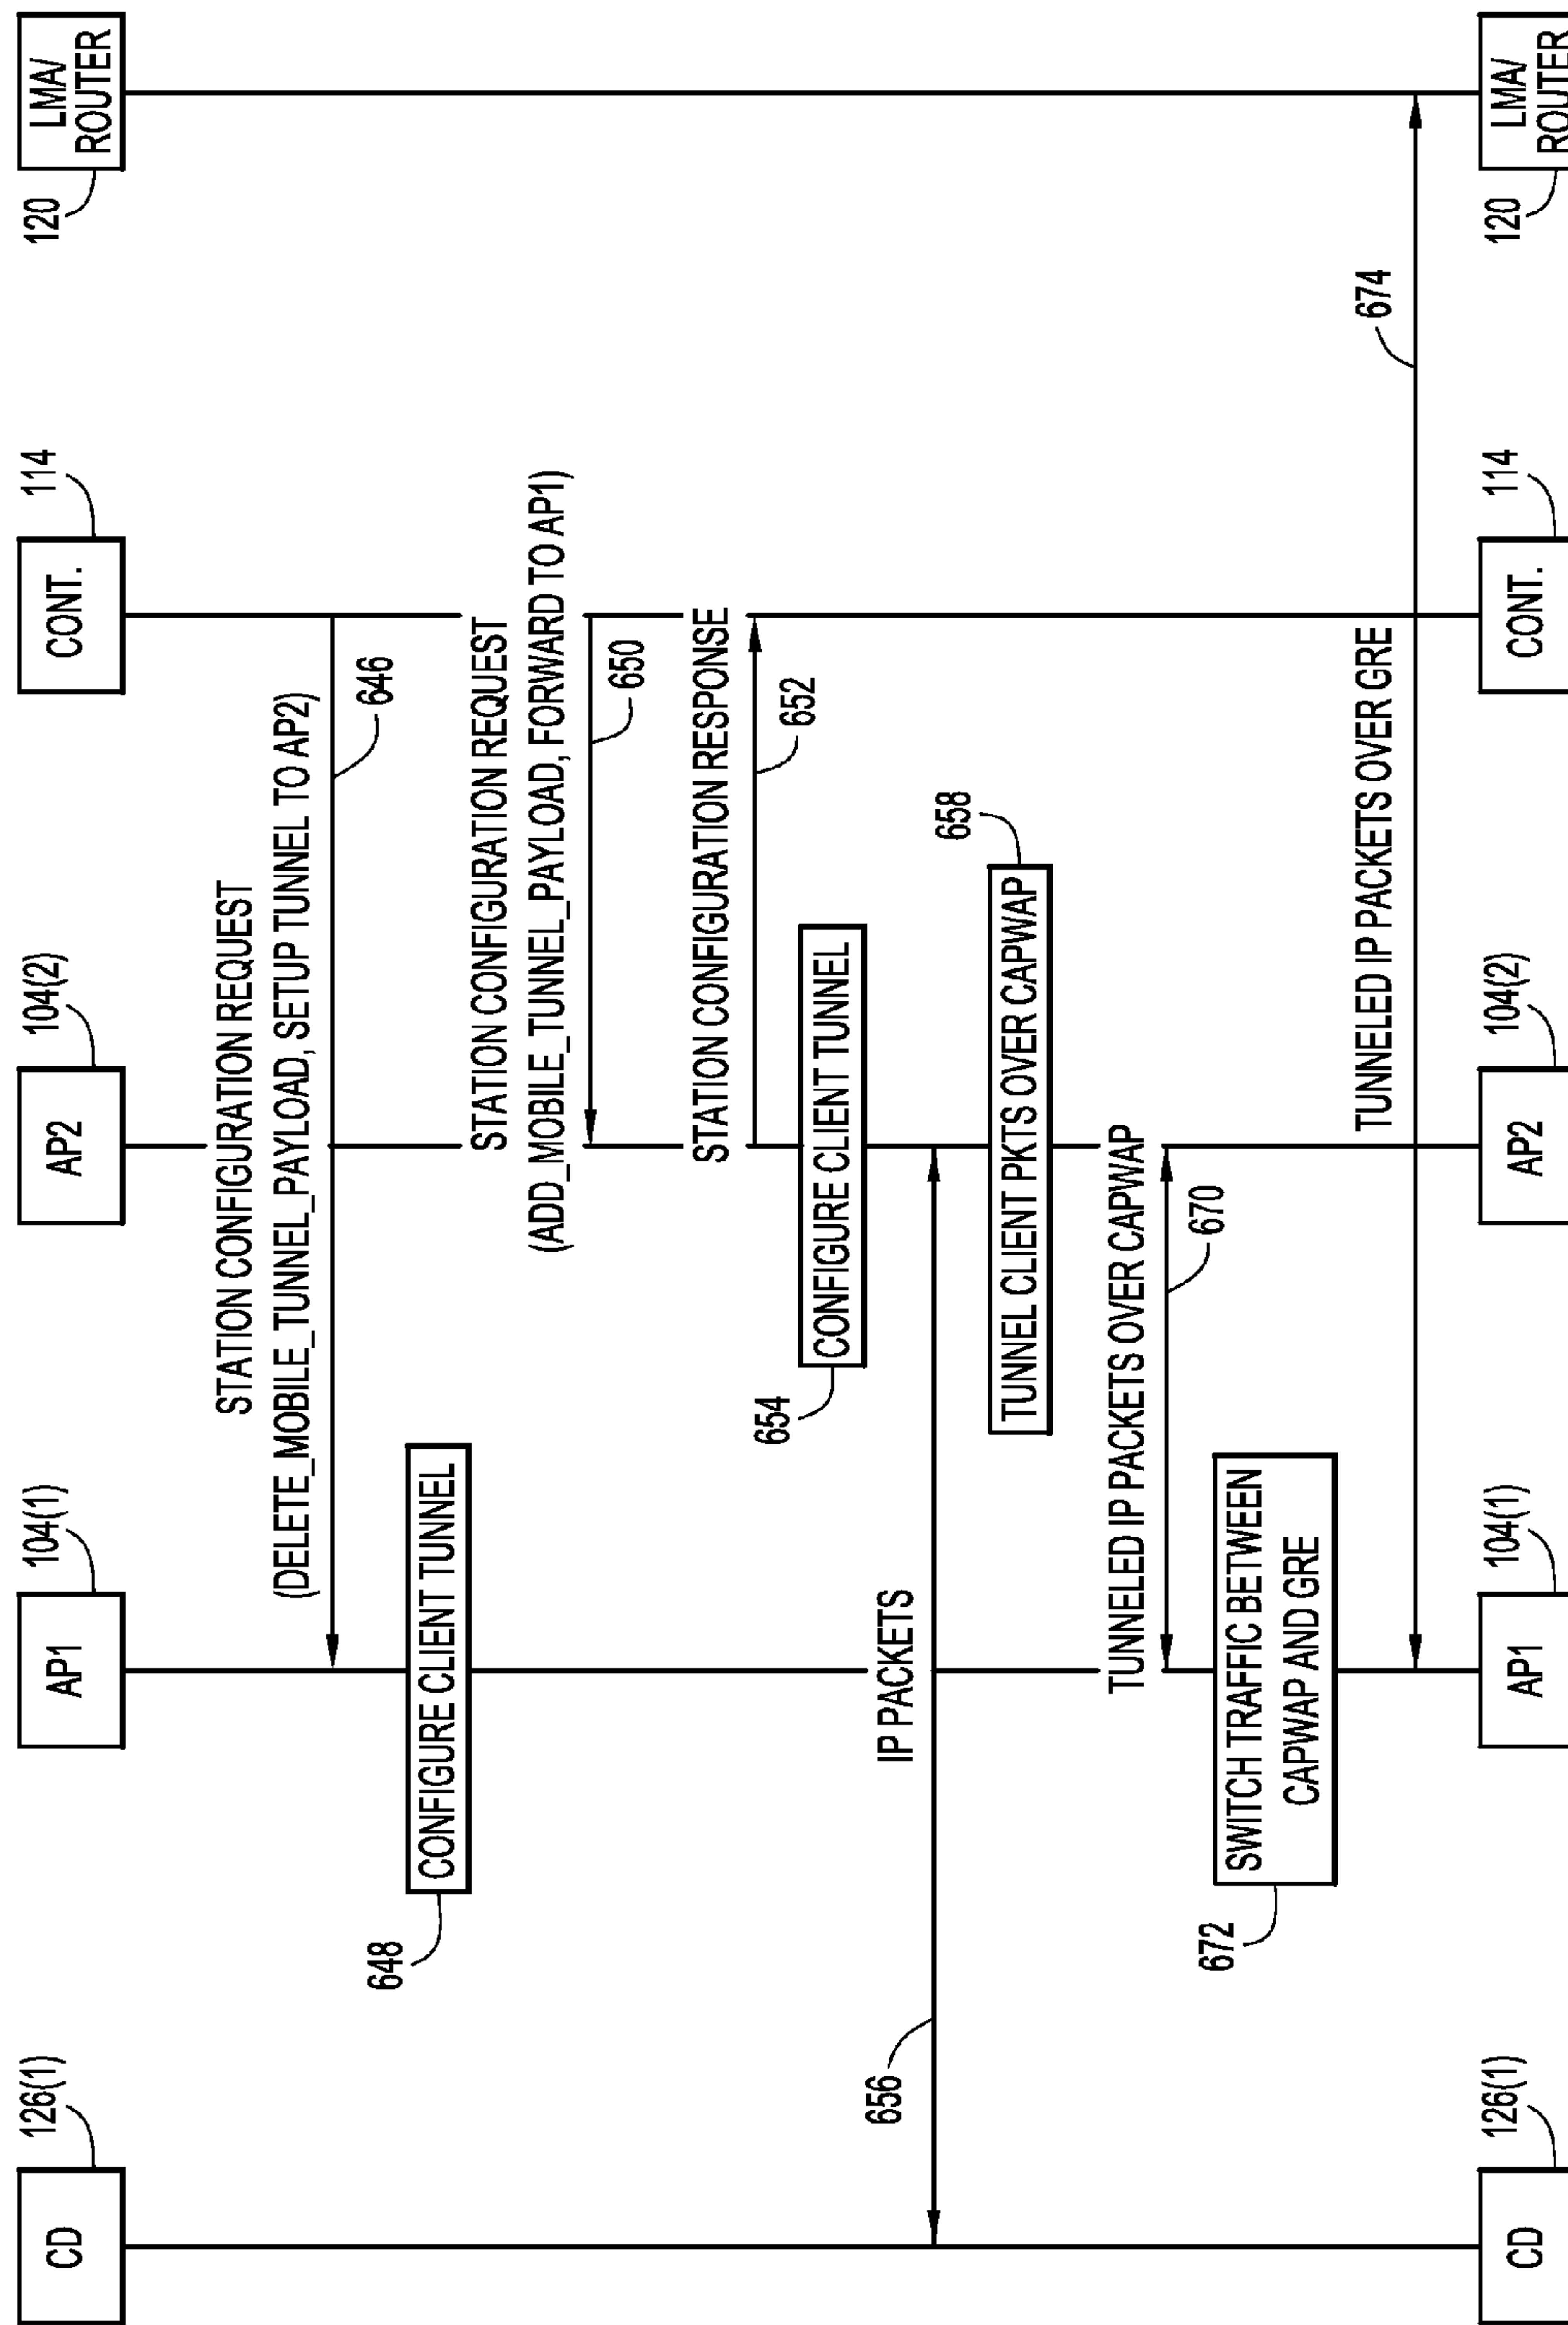 CD
126(1)
AP1
104(1)
AP2
104(2)
CONT.
114
LMA/
ROUTER
120
STATION CONFIGURATION REQUEST
(DELETE_MOBILE_TUNNEL_PAYLOAD, SETUP TUNNEL TO AP2)
646
648
CONFIGURE CLIENT TUNNEL
STATION CONFIGURATION REQUEST
(ADD_MOBILE_TUNNEL_PAYLOAD, FORWARD TO AP1)
650
STATION CONFIGURATION RESPONSE
652
654
CONFIGURE CLIENT TUNNEL
656
IP PACKETS
658
TUNNEL CLIENT PKTS OVER CAPWAP
TUNNELED IP PACKETS OVER CAPWAP
670
672
SWITCH TRAFFIC BETWEEN
CAPWAP AND GRE
TUNNELED IP PACKETS OVER GRE
674
CD
126(1)
AP1
104(1)
AP2
104(2)
CONT.
114
LMA/
ROUTER
120